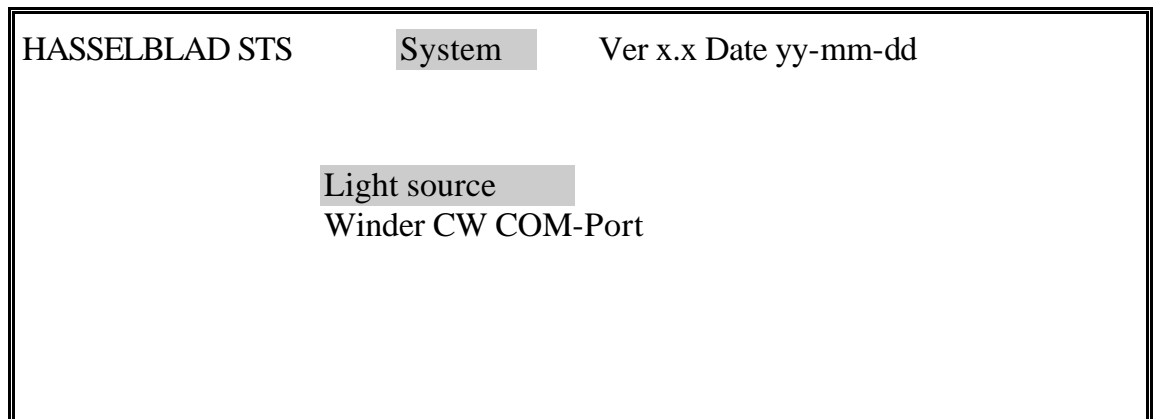 HASSELBLAD STS System Ver x.x Date yy-mm-dd
Light source
Winder CW COM-Port